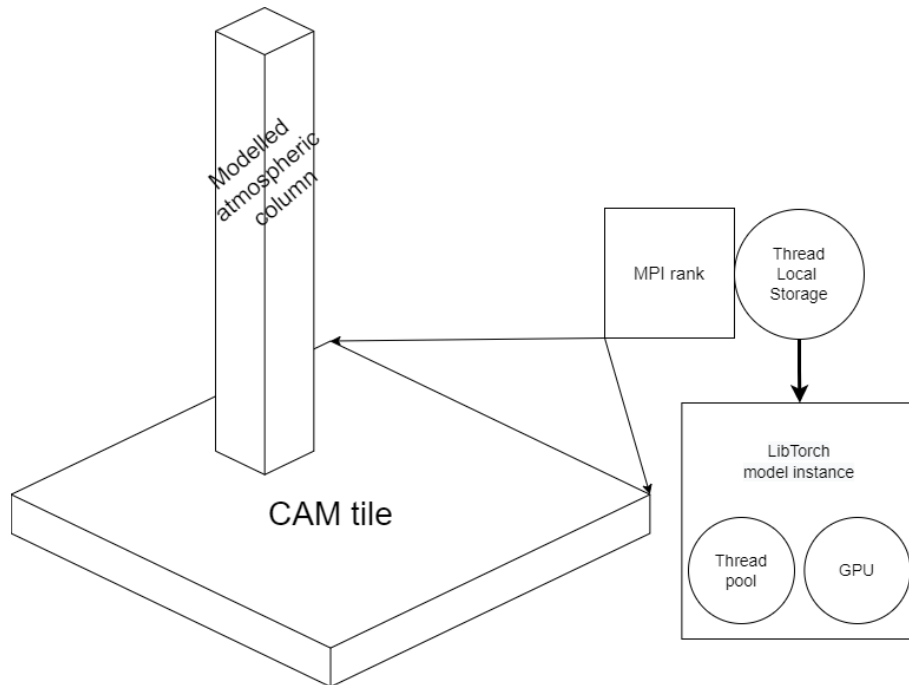 Modelled
atmospheric
column
CAM tile
MPI rank
Thread
Local
Storage
LibTorch
model instance
Thread
pool
GPU